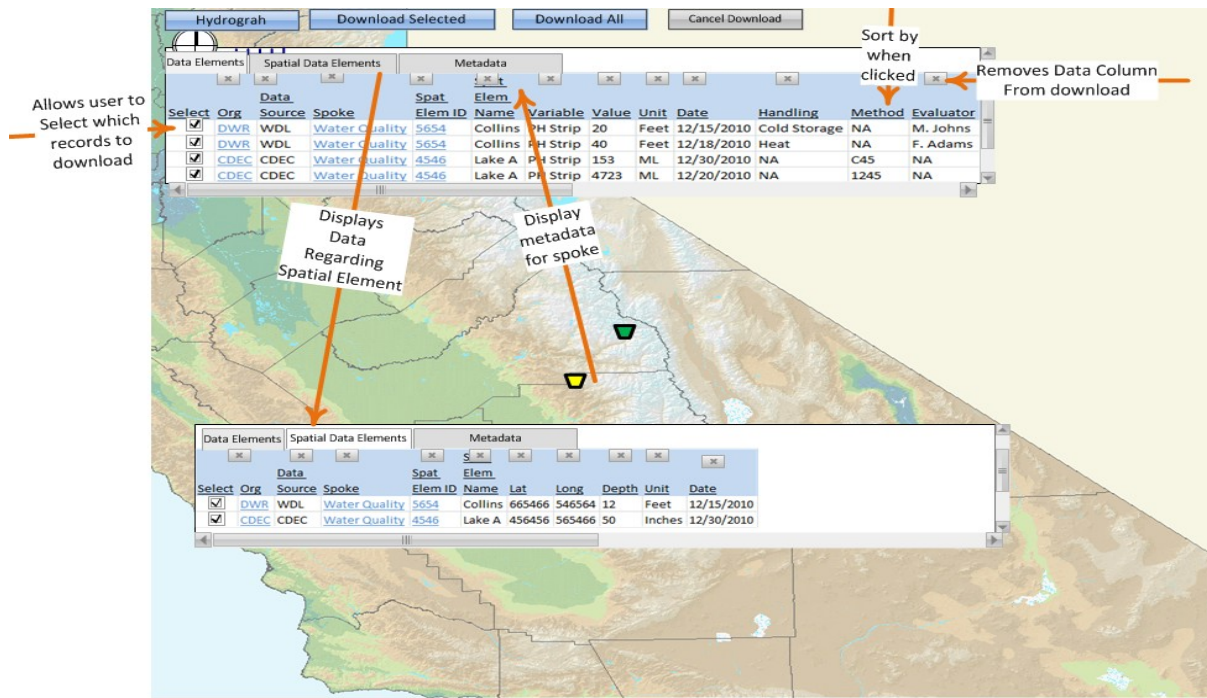 Hydrograh Download Selected Download All Cancel Download
Sort by
when
clicked
Removes Data Column
From download
Allows user to
Select which
records to
download
Data Elements Spatial Data Elements Metadata
Select Org Data Source Spoke Spat Elem ID Elem Name Variable Value Unit Date Handling Method Evaluator
DWR WDL Water Quality 5654 Collins PH Strip 20 Feet 12/15/2010 Cold Storage NA M. Johns
DWR WDL Water Quality 5654 Collins PH Strip 40 Feet 12/18/2010 Heat NA F. Adams
CDEC CDEC Water Quality 4546 Lake A PH Strip 153 ML 12/30/2010 NA C45 NA
CDEC CDEC Water Quality 4546 Lake A PH Strip 4723 ML 12/20/2010 NA 1245 NA
Displays
Data
Regarding
Spatial Element
Display
metadata
for spoke
Data Elements Spatial Data Elements Metadata
Select Org Data Source Spoke Spat Elem ID Elem Name Lat Long Depth Unit Date
DWR WDL Water Quality 5654 Collins 665466 546564 12 Feet 12/15/2010
CDEC CDEC Water Quality 4546 Lake A 456456 565466 50 Inches 12/30/2010